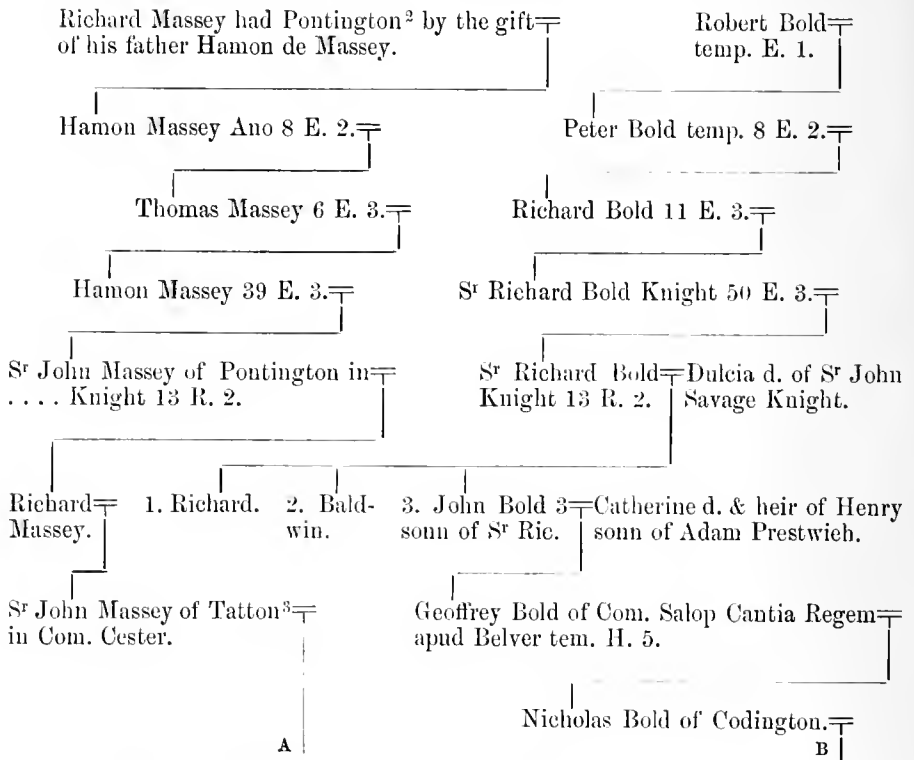 Richard Massey had Pontington² by the gift
of his father Hamon de Massey.
Robert Bold
temp. E. 1.
Hamon Massey Ano 8 E. 2.
Peter Bold temp. 8 E. 2.
Thomas Massey 6 E. 3.
Richard Bold 11 E. 3.
Hamon Massey 39 E. 3.
Sʳ Richard Bold Knight 50 E. 3.
Sʳ John Massey of Pontington in
. . . . Knight 13 R. 2.
Sʳ Richard Bold
Knight 13 R. 2.
Dulcia d. of Sʳ John
Savage Knight.
Richard
Massey.
1. Richard.
2. Bald-
win.
3. John Bold 3
sonn of Sʳ Ric.
Catherine d. & heir of Henry
sonn of Adam Prestwich.
Sʳ John Massey of Tatton³
in Com. Cester.
Geoffrey Bold of Com. Salop Cantia Regem
apud Belver tem. H. 5.
Nicholas Bold of Codington.
A
B